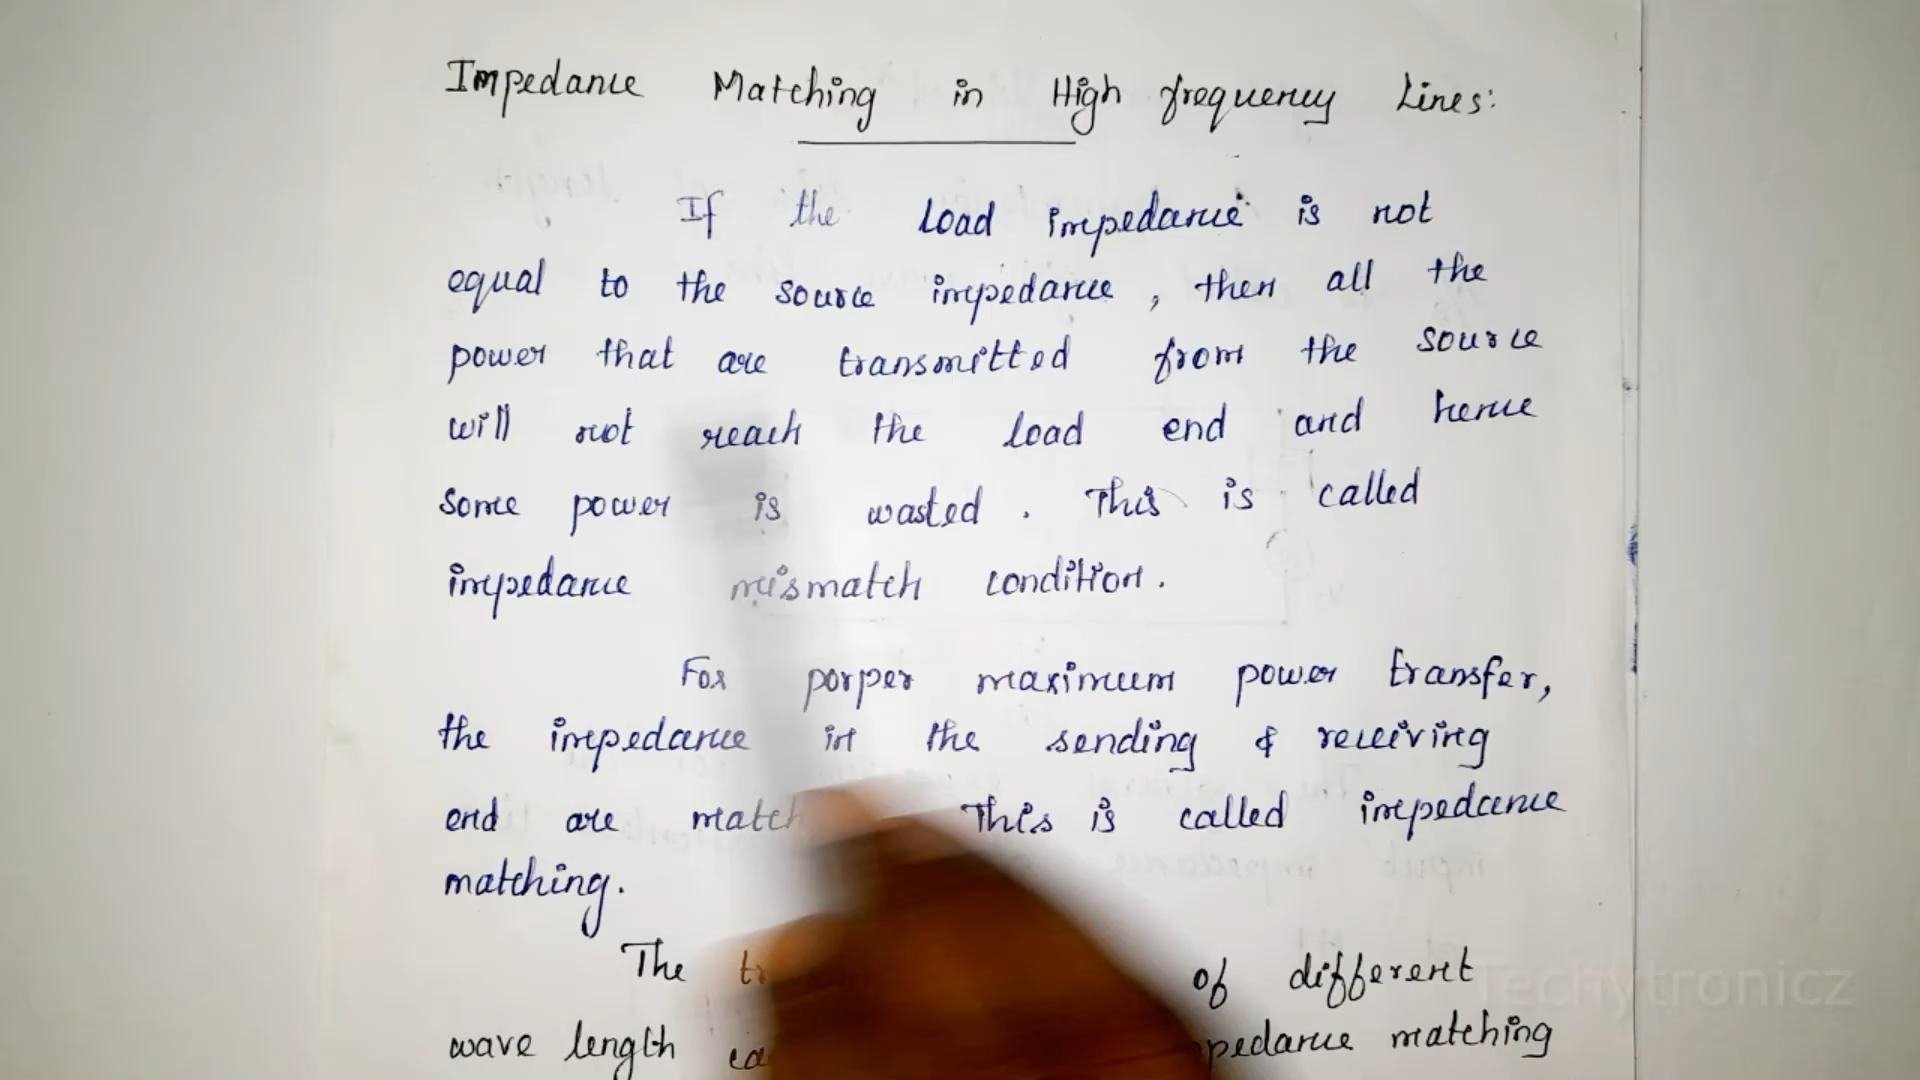 Impedance Matching in High frequency Lines:
If the load impedance is not
equal to the source impedance, then all the
power that are transmitted from the source
will not reach the load end and hence
some power is wasted. This is called
impedance mismatch condition.
For porper maximum power transfer,
the impedance in the sending & receiving
end are match This is called impedance
matching.
The of different
wave length matching
Techytronicz